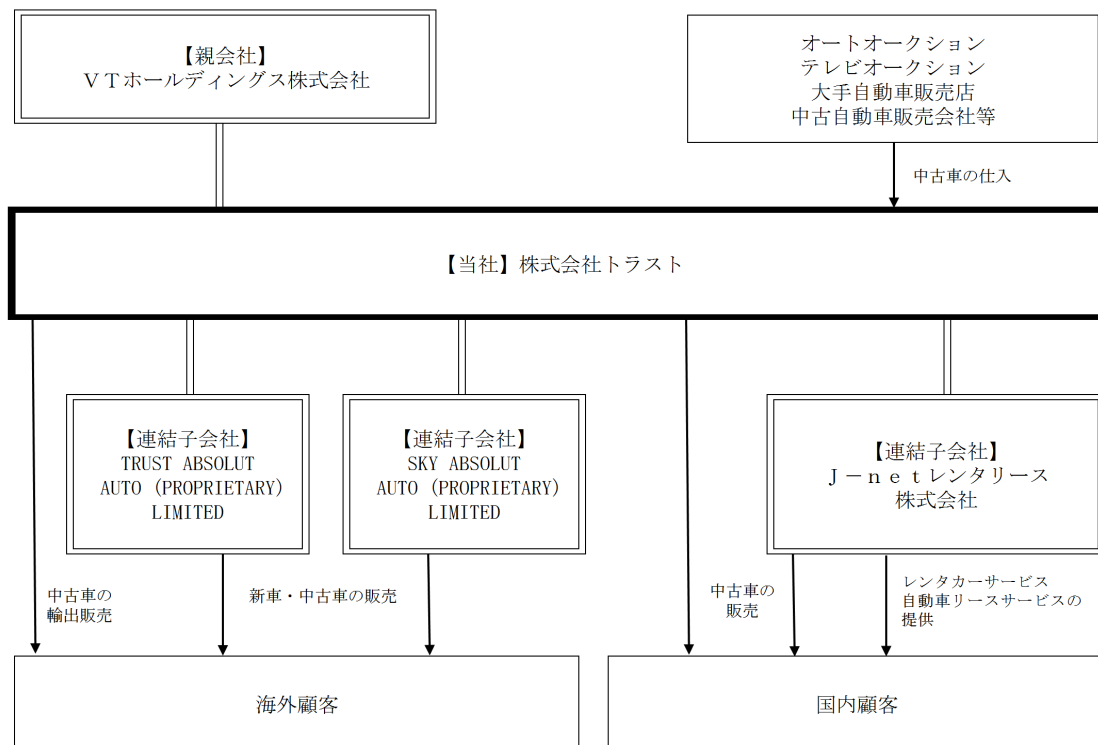 【親会社】
ＶＴホールディングス株式会社
オートオークション
テレビオークション
大手自動車販売店
中古自動車販売会社等
中古車の仕入
【当社】株式会社トラスト
【連結子会社】
TRUST ABSOLUT
AUTO (PROPRIETARY)
LIMITED
【連結子会社】
SKY ABSOLUT
AUTO (PROPRIETARY)
LIMITED
【連結子会社】
Ｊ－ｎｅｔレンタリース
株式会社
中古車の
輸出販売
新車・中古車の販売
中古車の
販売
レンタカーサービス
自動車リースサービスの
提供
海外顧客
国内顧客